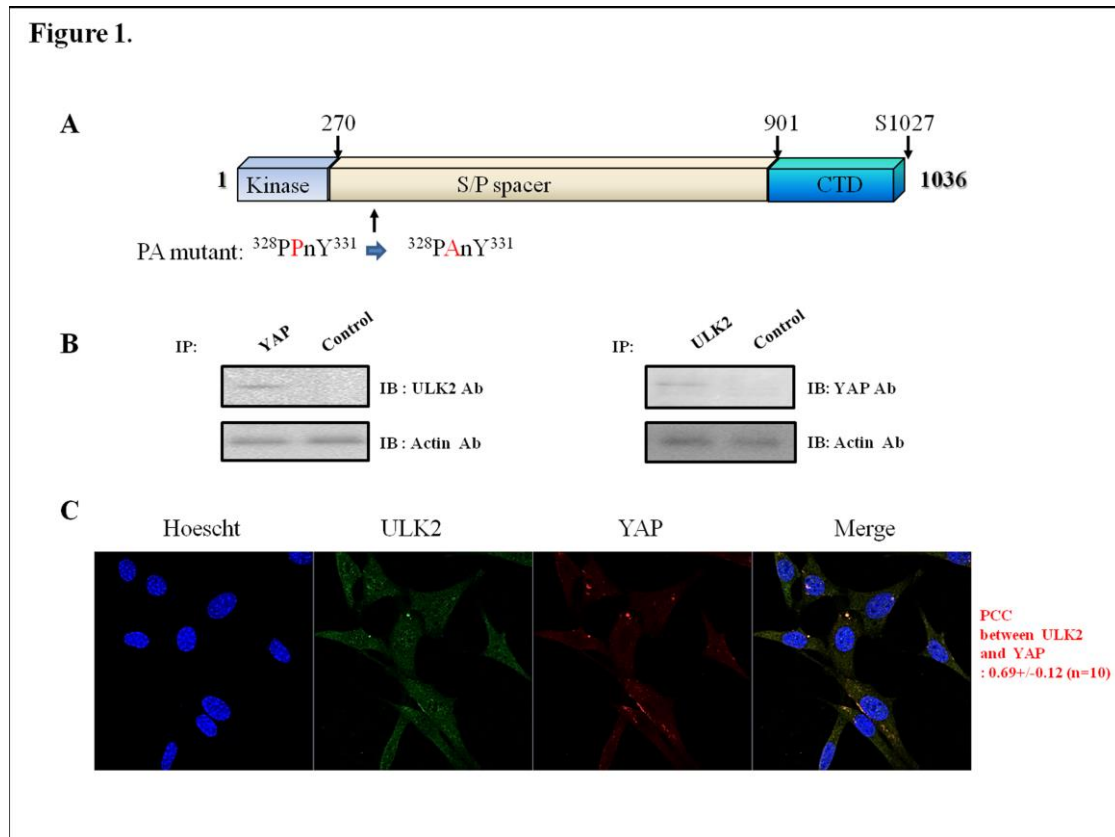 Figure 1.
A
270 901 S1027
1 Kinase S/P spacer CTD 1036
PA mutant: ³²⁸PPnY³³¹ ³²⁸PAnY³³¹
B
IP: YAP Control
IB : ULK2 Ab
IB : Actin Ab
IP: ULK2 Control
IB: YAP Ab
IB: Actin Ab
C
Hoescht ULK2 YAP Merge
PCC
between ULK2
and YAP
: 0.69+/-0.12 (n=10)